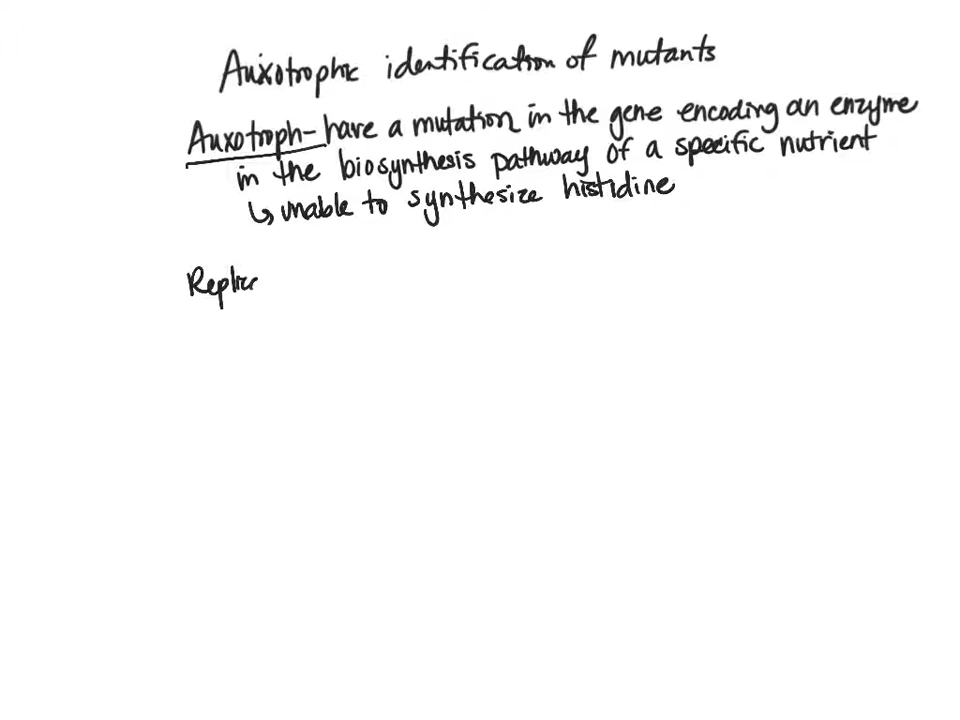 Auxotrophic identification of mutants
Auxotroph- have a mutation in the gene encoding an enzyme
in the biosynthesis pathway of a specific nutrient
↳ unable to synthesize histidine
Replic